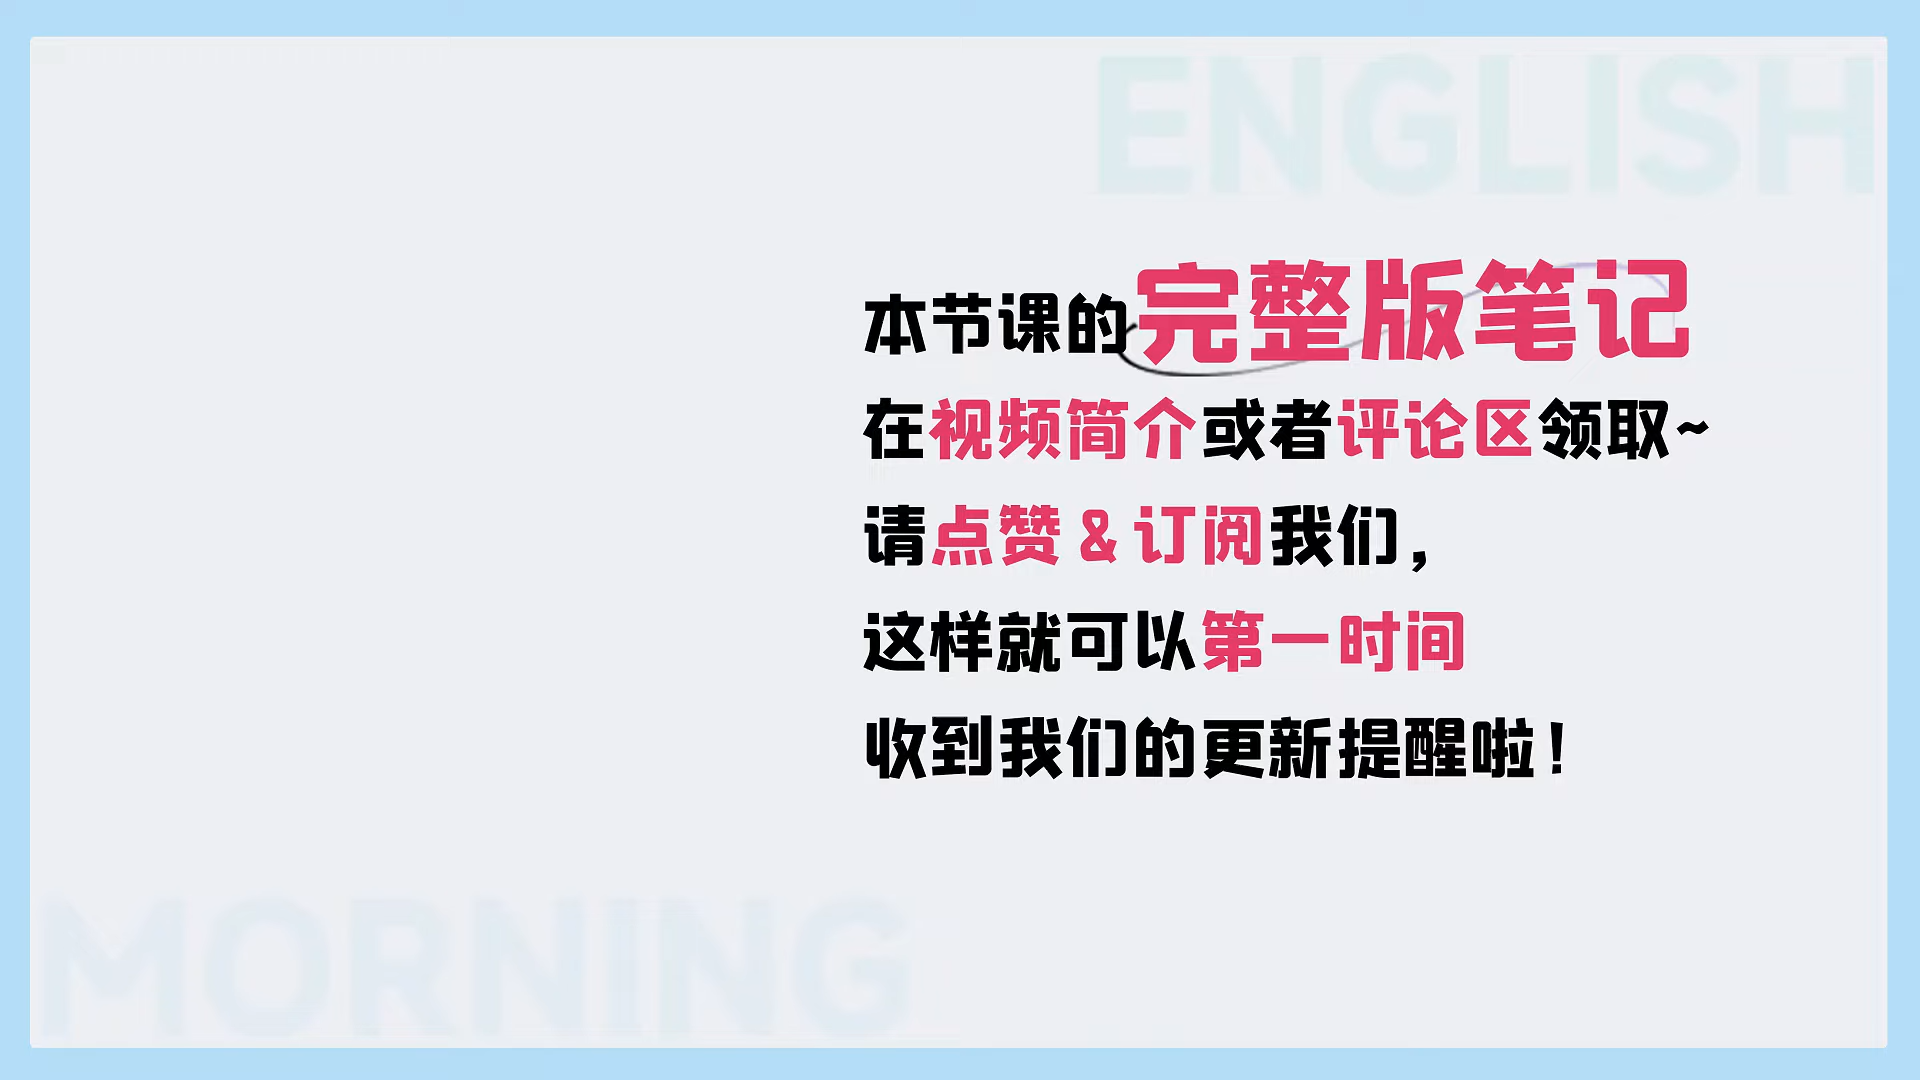 ENGLISH
本节课的完整版笔记
在视频简介或者评论区领取~
请点赞&订阅我们，
这样就可以第一时间
收到我们的更新提醒啦！
MORNING